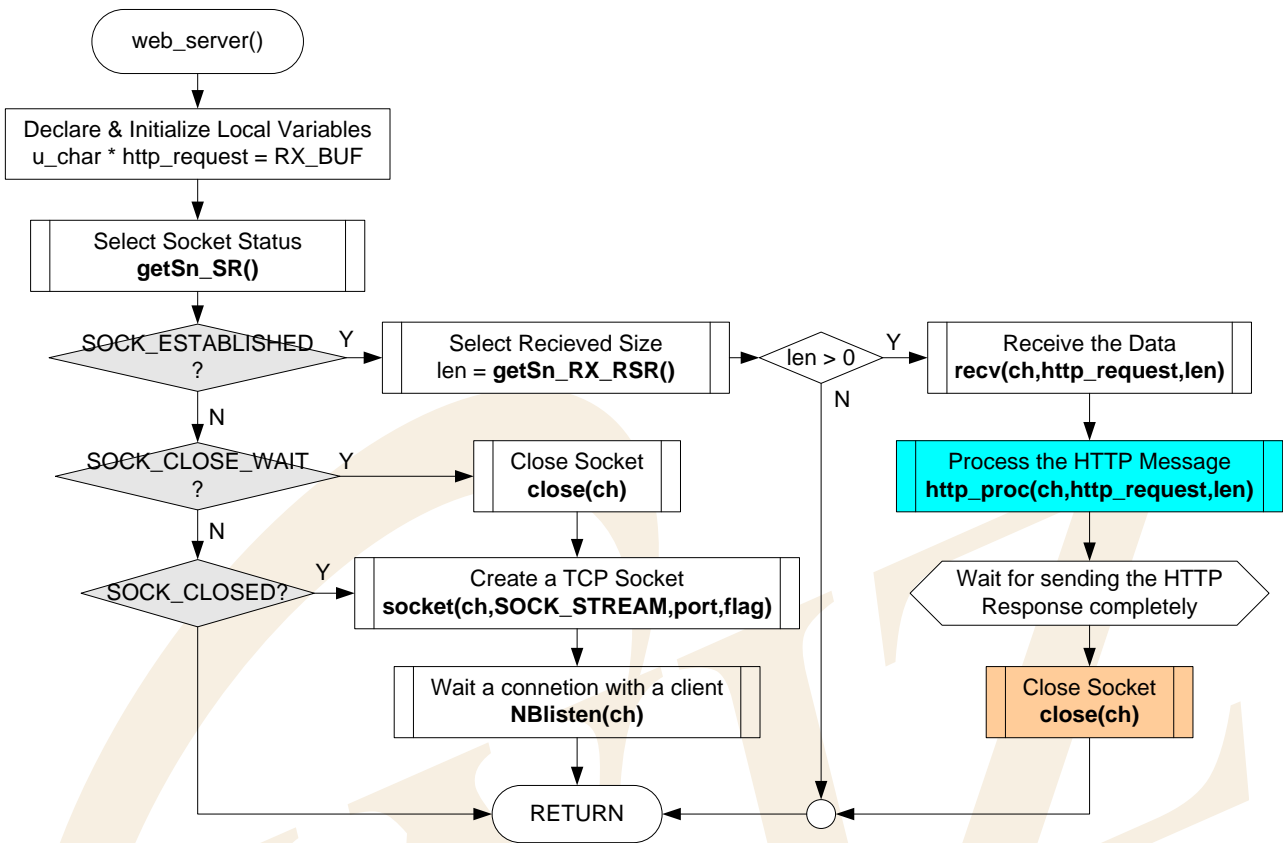 web_server()
Declare & Initialize Local Variables
u_char * http_request = RX_BUF
Select Socket Status
getSn_SR()
SOCK_ESTABLISHED
?
Y
Select Recieved Size
len = getSn_RX_RSR()
len > 0
Y
Receive the Data
recv(ch,http_request,len)
N
N
SOCK_CLOSE_WAIT
?
Y
Close Socket
close(ch)
Process the HTTP Message
http_proc(ch,http_request,len)
N
SOCK_CLOSED?
Y
Create a TCP Socket
socket(ch,SOCK_STREAM,port,flag)
Wait for sending the HTTP
Response completely
Wait a connetion with a client
NBlisten(ch)
Close Socket
close(ch)
RETURN